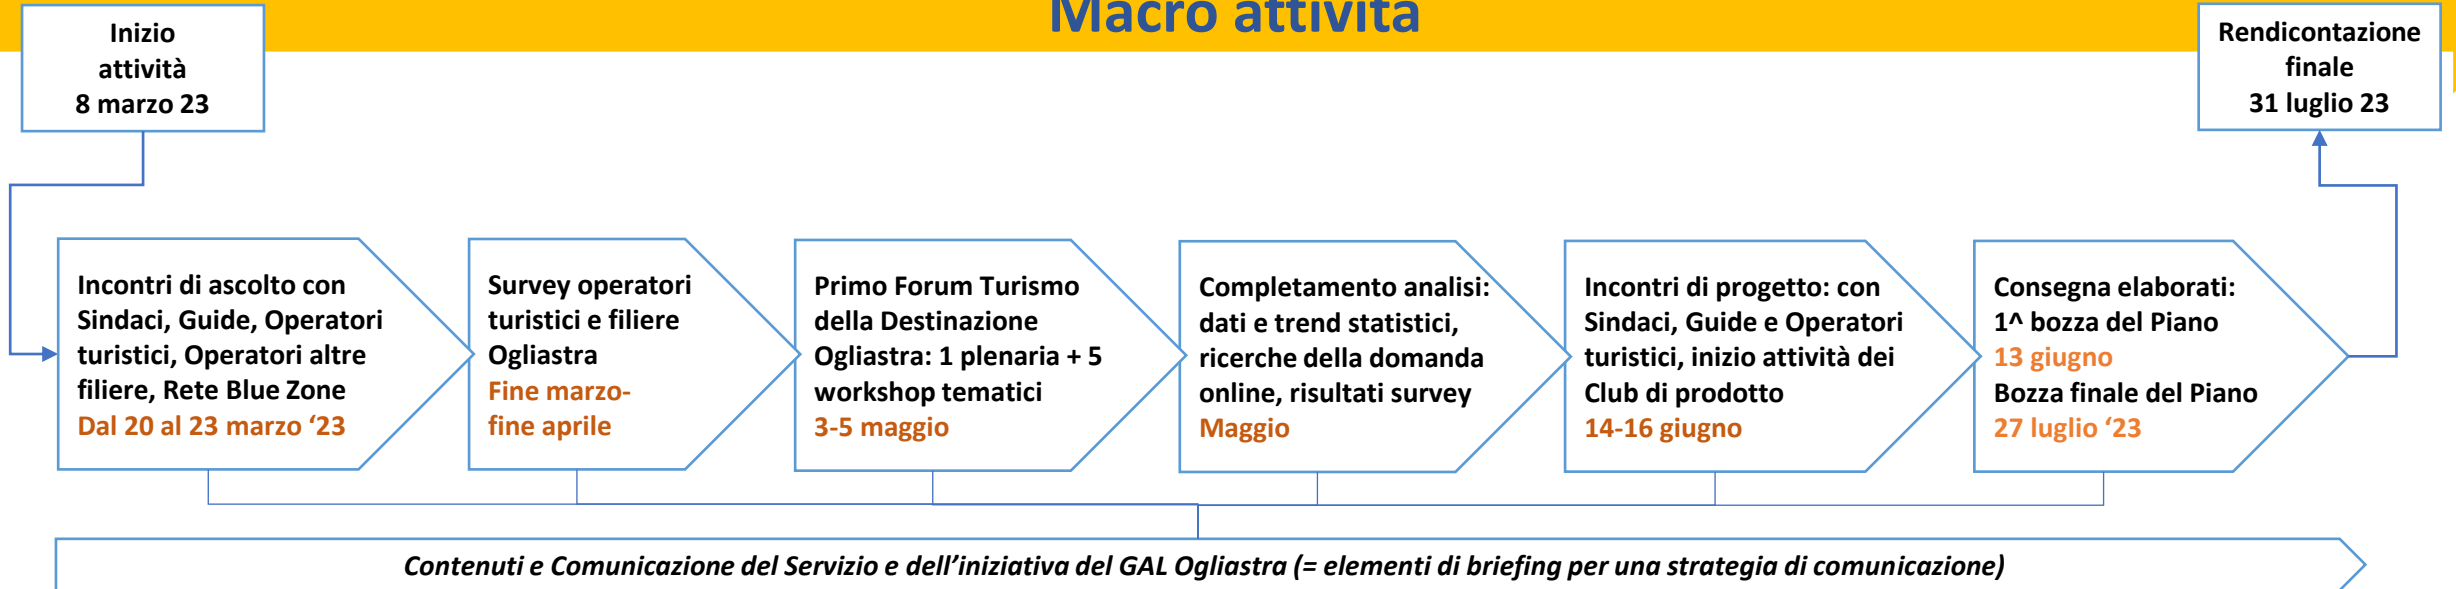 Macro attività
Inizio
attività
8 marzo 23
Rendicontazione
finale
31 luglio 23
Incontri di ascolto con
Sindaci, Guide, Operatori
turistici, Operatori altre
filiere, Rete Blue Zone
Dal 20 al 23 marzo ‘23
Survey operatori
turistici e filiere
Ogliastra
Fine marzo-
fine aprile
Primo Forum Turismo
della Destinazione
Ogliastra: 1 plenaria + 5
workshop tematici
3-5 maggio
Completamento analisi:
dati e trend statistici,
ricerche della domanda
online, risultati survey
Maggio
Incontri di progetto: con
Sindaci, Guide e Operatori
turistici, inizio attività dei
Club di prodotto
14-16 giugno
Consegna elaborati:
1^ bozza del Piano
13 giugno
Bozza finale del Piano
27 luglio ‘23
Contenuti e Comunicazione del Servizio e dell’iniziativa del GAL Ogliastra (= elementi di briefing per una strategia di comunicazione)